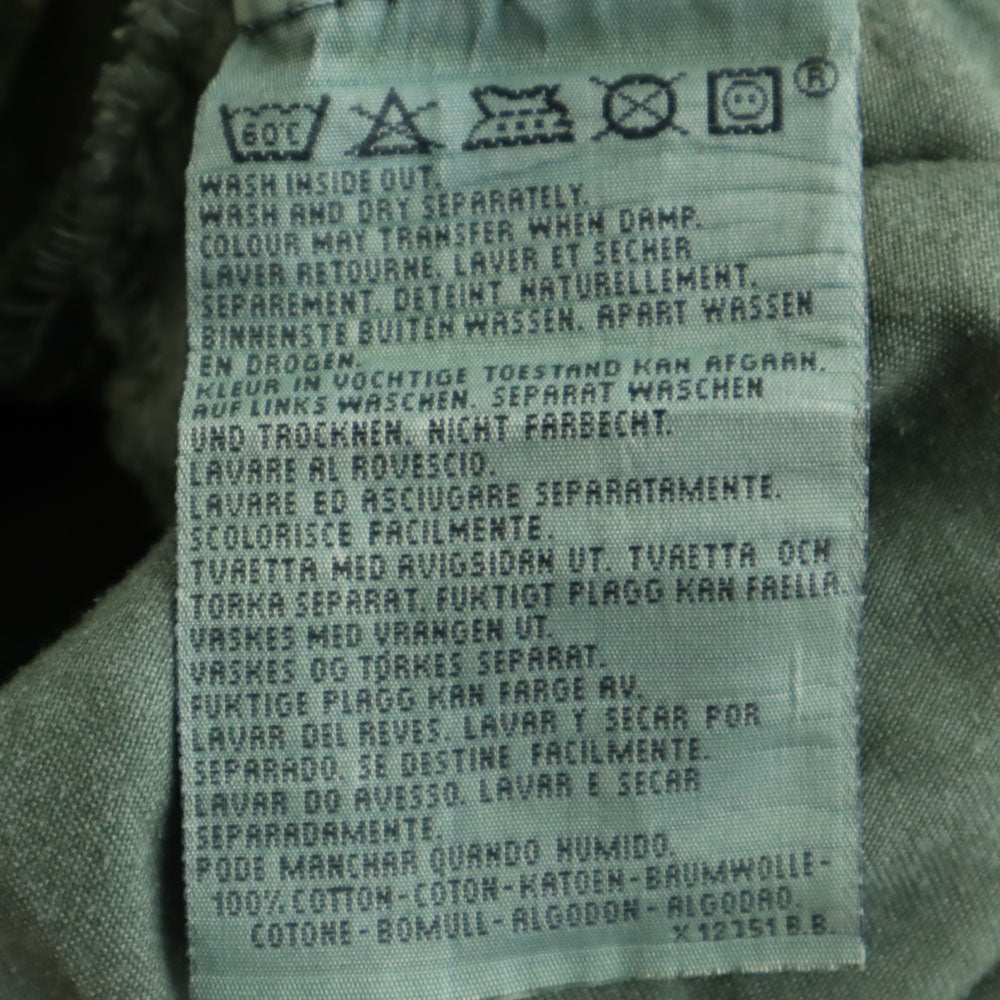 60C ®
WASH INSIDE OUT.
WASH AND DRY SEPARATELY.
COLOUR MAY TRANSFER WHEN DAMP.
LAVER RETOURNE. LAVER ET SECHER
SEPAREMENT. DETEINT NATURELLEMENT.
BINNENSTE BUITEN WASSEN. APART WASSEN
EN DROGEN.
KLEUR IN VOCHTIGE TOESTAND KAN AFGAAN.
AUF LINKS WASCHEN. SEPARAT WASCHEN
UND TROCKNEN. NICHT FARBECHT.
LAVARE AL ROVESCIO.
LAVARE ED ASCIUGARE SEPARATAMENTE.
SCOLORISCE FACILMENTE.
TVAETTA MED AVIGSIDAN UT. TVAETTA OCH
TORKA SEPARAT. FUKTIGT PLAGG KAN FAELLA.
VASKES MED VRANGEN UT.
VASKES OG TØRKES SEPARAT.
FUKTIGE PLAGG KAN FARGE AV.
LAVAR DEL REVES. LAVAR Y SECAR POR
SEPARADO. SE DESTINE FACILMENTE.
LAVAR DO AVESSO. LAVAR E SECAR
SEPARADAMENTE.
PODE MANCHAR QUANDO HUMIDO.
100% COTTON-COTON-KATOEN-BAUMWOLLE-
COTONE-BOMULL-ALGODON-ALGODAO.
B.B.